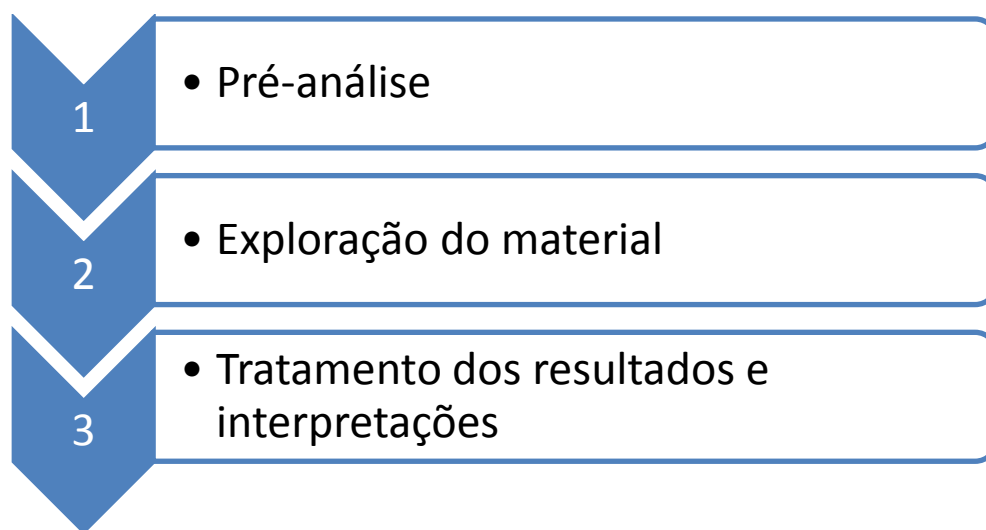 1
• Pré-análise
2
• Exploração do material
3
• Tratamento dos resultados e
interpretações